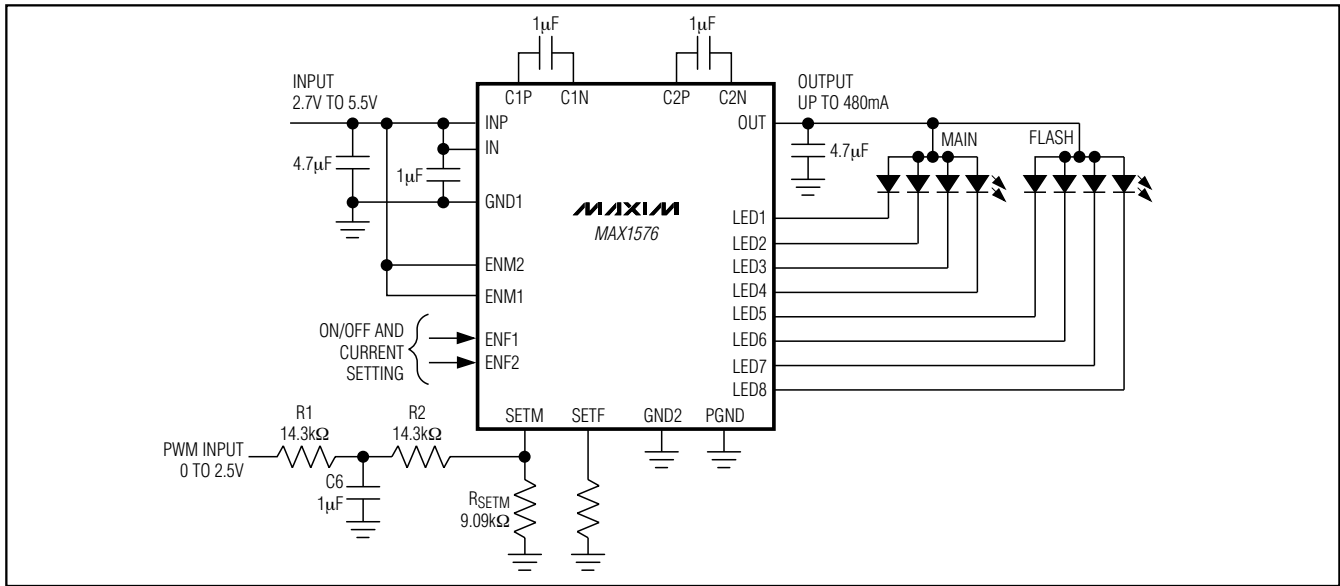 1µF
1µF
INPUT
2.7V TO 5.5V
C1P
C1N
C2P
C2N
OUTPUT
UP TO 480mA
INP
OUT
MAIN
FLASH
IN
4.7µF
1µF
4.7µF
GND1
MAXIM
MAX1576
LED1
LED2
LED3
LED4
LED5
LED6
LED7
LED8
ENM2
ENM1
ON/OFF AND
CURRENT
SETTING
ENF1
ENF2
SETM
SETF
GND2
PGND
R1
14.3kΩ
R2
14.3kΩ
PWM INPUT
0 TO 2.5V
C6
1µF
RSETM
9.09kΩ